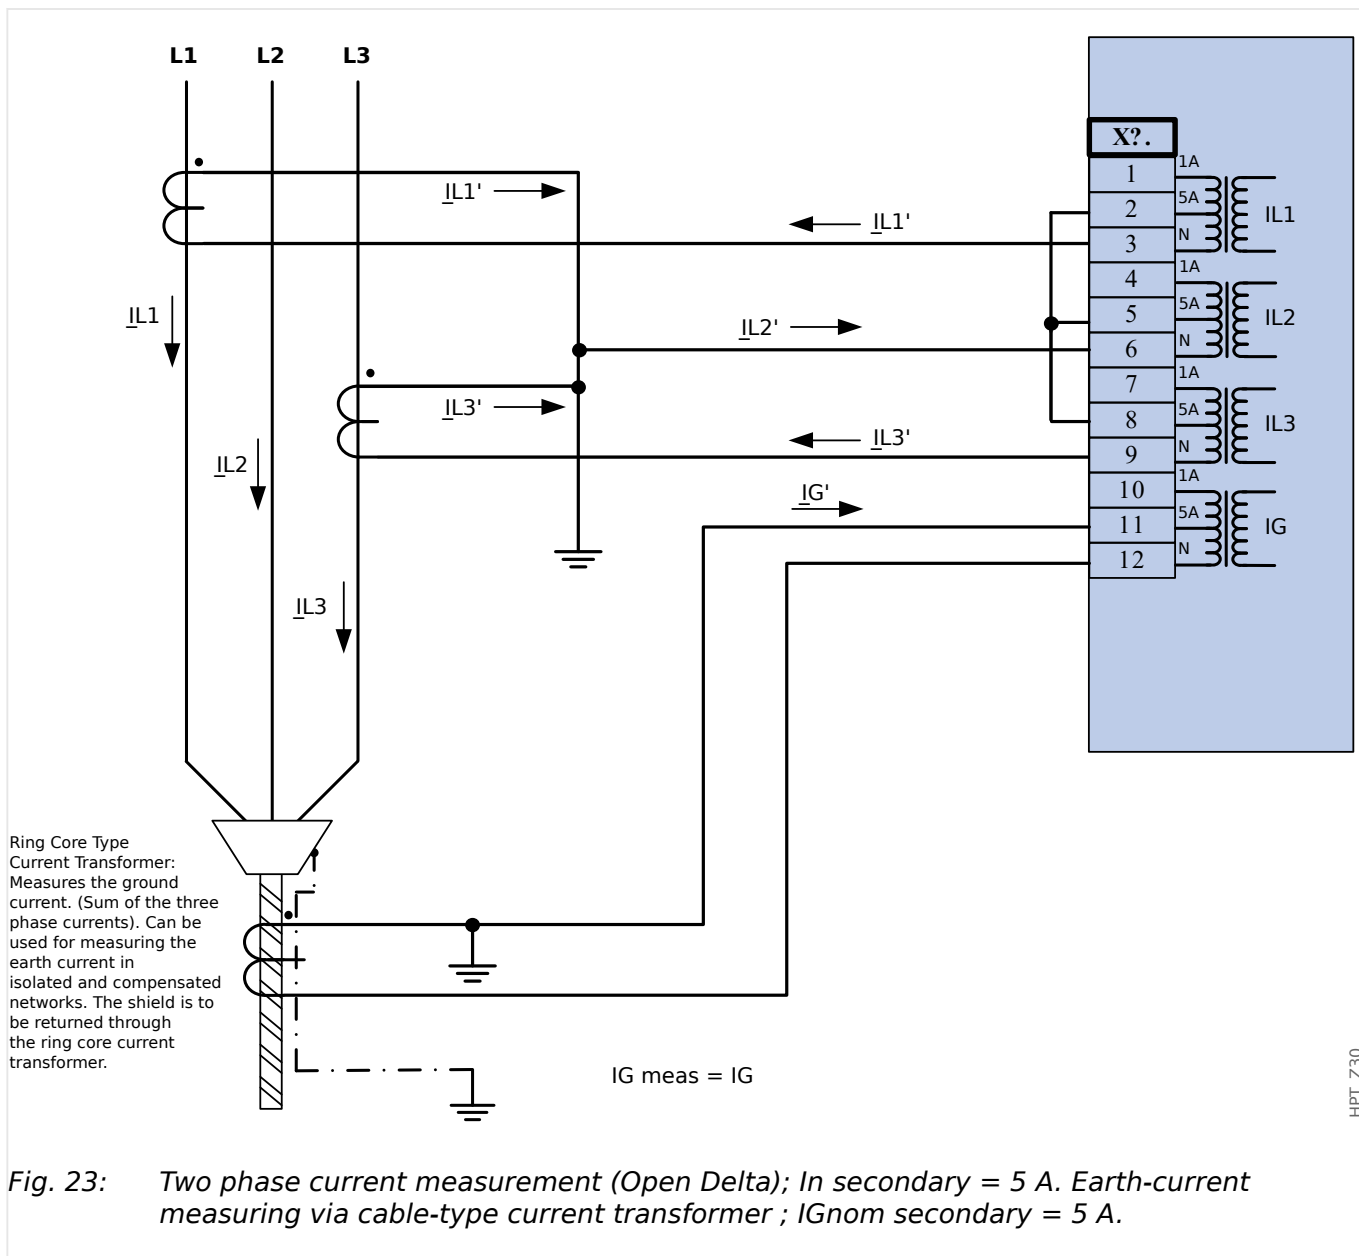 L1 L2 L3
X?.
1 1A
IL1'
IL1'
2 5A IL1
3 N
4 1A
IL1
5 5A IL2
IL2'
6 N
7 1A
IL3'
8 5A IL3
IL3'
9 N
IL2
10 1A
IG'
11 5A IG
12 N
IL3
Ring Core Type
Current Transformer:
Measures the ground
current. (Sum of the three
phase currents). Can be
used for measuring the
earth current in
isolated and compensated
networks. The shield is to
be returned through
the ring core current
transformer.
IG meas = IG
HPT_Z30
Fig. 23: Two phase current measurement (Open Delta); In secondary = 5 A. Earth-current
measuring via cable-type current transformer ; IGnom secondary = 5 A.